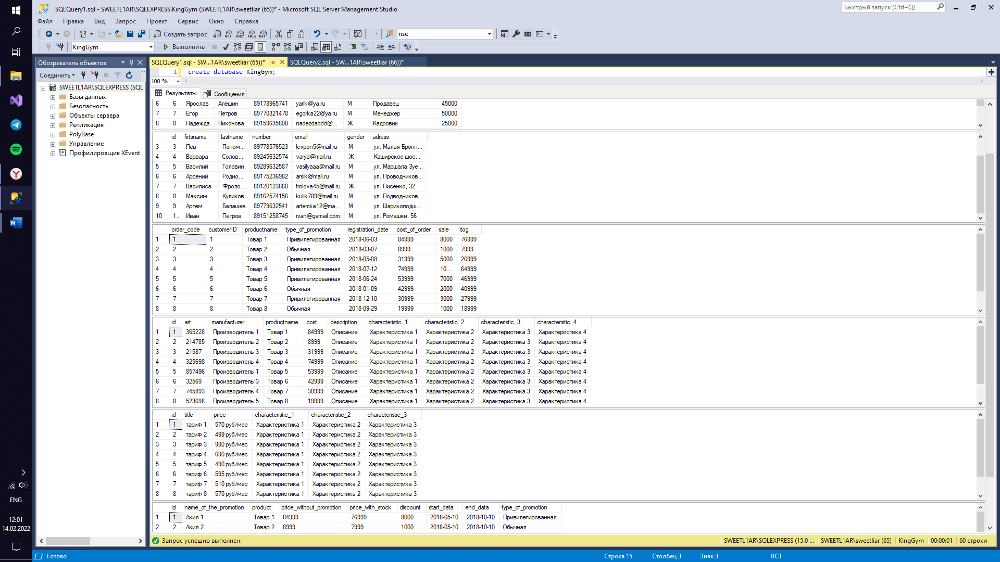 SQLQuery1.sql - SWEETL1AR\SQLEXPRESS.KingGym (SWEETL1AR\sweetliar (65))* - Microsoft SQL Server Management Studio
Быстрый запуск (Ctrl+Q)
Файл Правка Вид Запрос Проект Сервис Окно Справка
Создать запрос MDX DMX XMLA DAX nse
KingGym Выполнить
Обозреватель объектов
SQLQuery1.sql - SW...1AR\sweetliar (65))* SQLQuery2.sql - SW...1AR\sweetliar (66))*
Соединить
1 create database KingGym;
100 %
SWEETL1AR\SQLEXPRESS (SQL
Базы данных
Безопасность
Объекты сервера
Репликация
PolyBase
Управление
Профилировщик XEvent
Результаты Сообщения
6 6 Ярослав Алешин 89178965741 yarik@ya.ru М Продавец 45000
7 7 Егор Петров 89770321478 egorka22@ya.ru М Менеджер 50000
8 8 Надежда Никонова 89159635800 nadezdaddd@... Ж Кадровик 25000
id firtsname lastname number email gender adress
3 3 Лев Поном... 89778576523 levpon5@mail.ru М ул. Малая Бронн...
4 4 Варвара Солов... 89245632574 varya@mail.ru Ж Каширское шос...
5 5 Василий Головин 89289632587 vasilyaaa@mail.ru М ул. Маршала Зуе...
6 6 Арсений Родио... 89175236982 arsik@mail.ru М ул. Проводников...
7 7 Василиса Фроло... 89120123680 frolova45@mail.ru Ж ул. Лисенко, 32
8 8 Максим Куликов 89162574156 kulik789@mail.ru М ул. Подводников...
9 9 Артем Балашев 89779632541 artemka12@ma... М ул. Шарикоподш...
10 1... Иван Петров 89151258745 ivan@gamail.com М ул. Ромашки, 56
order_code customerID productname type_of_promotion registration_date cost_of_order sale itog
1 1 1 Товар 1 Привилегированная 2018-06-03 84999 8000 76999
2 2 2 Товар 2 Обычная 2018-03-07 8999 1000 7999
3 3 3 Товар 3 Привилегированная 2018-05-08 31999 5000 26999
4 4 4 Товар 4 Привилегированная 2018-07-12 74999 10... 64999
5 5 5 Товар 5 Привилегированная 2018-06-24 53999 7000 46999
6 6 6 Товар 6 Обычная 2018-01-09 42999 2000 40999
7 7 7 Товар 7 Привилегированная 2018-12-10 30999 3000 27999
8 8 8 Товар 8 Обычная 2018-09-29 19999 1000 18999
id art manufacturer productname cost description_ characteristic_1 characteristic_2 characteristic_3 characteristic_4
1 1 365228 Производитель 1 Товар 1 84999 Описание Характеристика 1 Характеристика 2 Характеристика 3 Характеристика 4
2 2 214785 Производитель 2 Товар 2 8999 Описание Характеристика 1 Характеристика 2 Характеристика 3 Характеристика 4
3 3 21587 Производитель 3 Товар 3 31999 Описание Характеристика 1 Характеристика 2 Характеристика 3 Характеристика 4
4 4 325698 Производитель 4 Товар 4 74999 Описание Характеристика 1 Характеристика 2 Характеристика 3 Характеристика 4
5 5 857496 Производитель 1 Товар 5 53999 Описание Характеристика 1 Характеристика 2 Характеристика 3 Характеристика 4
6 6 32569 Производитель 3 Товар 6 42999 Описание Характеристика 1 Характеристика 2 Характеристика 3 Характеристика 4
7 7 745893 Производитель 4 Товар 7 30999 Описание Характеристика 1 Характеристика 2 Характеристика 3 Характеристика 4
8 8 523698 Производитель 5 Товар 8 19999 Описание Характеристика 1 Характеристика 2 Характеристика 3 Характеристика 4
id title price characteristic_1 characteristic_2 characteristic_3
1 1 тариф 1 570 руб/мес Характеристика 1 Характеристика 2 Характеристика 3
2 2 тариф 2 499 руб/мес Характеристика 1 Характеристика 2 Характеристика 3
3 3 тариф 3 990 руб/мес Характеристика 1 Характеристика 2 Характеристика 3
4 4 тариф 4 690 руб/мес Характеристика 1 Характеристика 2 Характеристика 3
5 5 тариф 5 490 руб/мес Характеристика 1 Характеристика 2 Характеристика 3
6 6 тариф 6 595 руб/мес Характеристика 1 Характеристика 2 Характеристика 3
7 7 тариф 7 510 руб/мес Характеристика 1 Характеристика 2 Характеристика 3
8 8 тариф 8 570 руб/мес Характеристика 1 Характеристика 2 Характеристика 3
id name_of_the_promotion product price_without_promotion price_with_stock discount start_data end_data type_of_promotion
1 1 Акия 1 Товар 1 84999 76999 8000 2018-05-10 2018-10-10 Привилегированная
2 2 Акия 2 Товар 2 8999 7999 1000 2018-05-10 2018-10-10 Обычная
Запрос успешно выполнен. SWEETL1AR\SQLEXPRESS (15.0 ... SWEETL1AR\sweetliar (65) KingGym 00:00:01 60 строки
Готово Строка 15 Столбец 3 Знак 3 ВСТ
ENG
12:01
14.02.2022